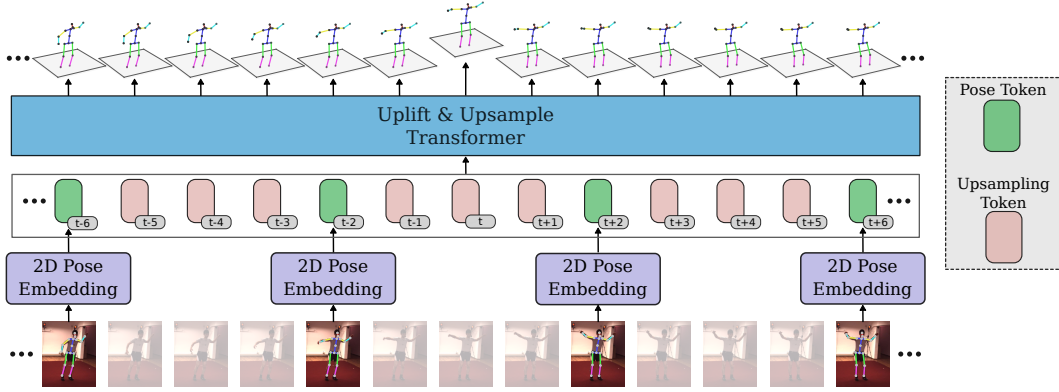 Uplift & Upsample
Transformer
t-6
t-5
t-4
t-3
t-2
t-1
t
t+1
t+2
t+3
t+4
t+5
t+6
2D Pose
Embedding
2D Pose
Embedding
2D Pose
Embedding
2D Pose
Embedding
Pose Token
Upsampling
Token